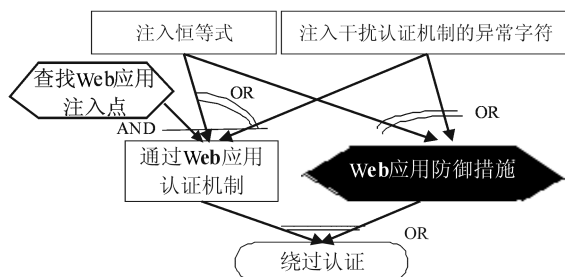 注入恒等式
注入干扰认证机制的异常字符
查找Web应用
注入点
OR
OR
AND
通过Web应用
认证机制
Web应用防御措施
OR
绕过认证